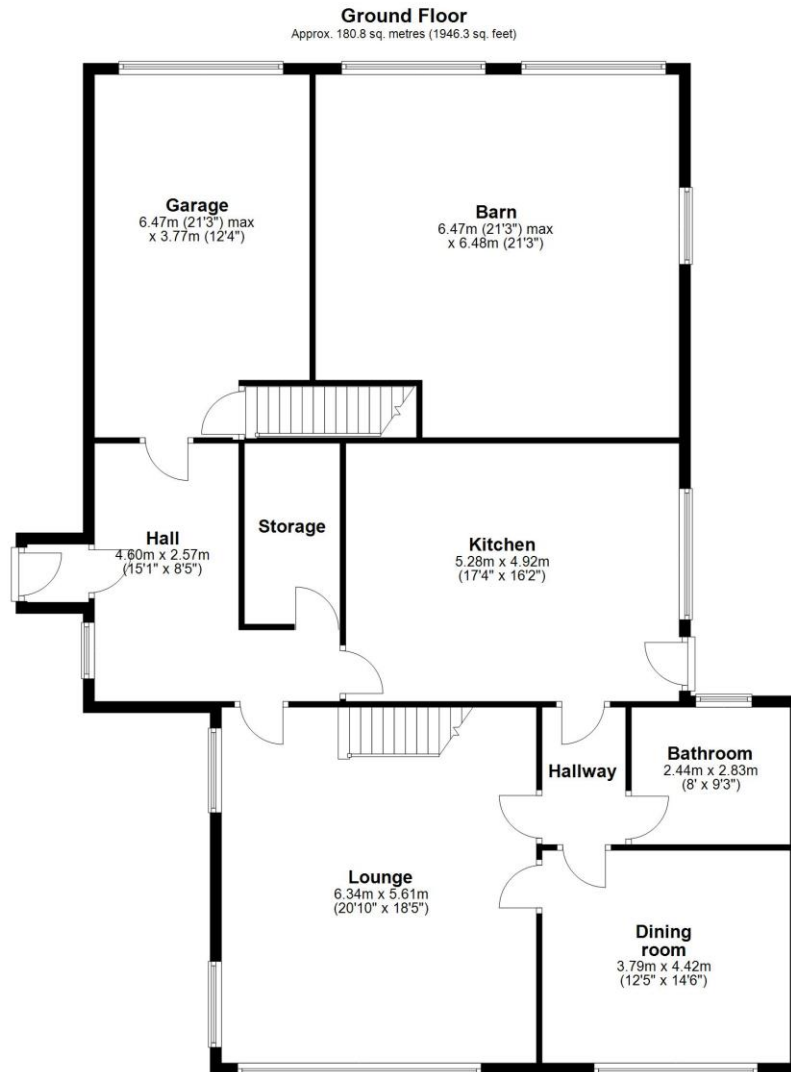 Ground Floor
Approx. 180.8 sq. metres (1946.3 sq. feet)
Garage
6.47m (21'3") max
x 3.77m (12'4")
Barn
6.47m (21'3") max
x 6.48m (21'3")
Hall
4.60m x 2.57m
(15'1" x 8'5")
Storage
Kitchen
5.28m x 4.92m
(17'4" x 16'2")
Hallway
Bathroom
2.44m x 2.83m
(8' x 9'3")
Lounge
6.34m x 5.61m
(20'10" x 18'5")
Dining
room
3.79m x 4.42m
(12'5" x 14'6")